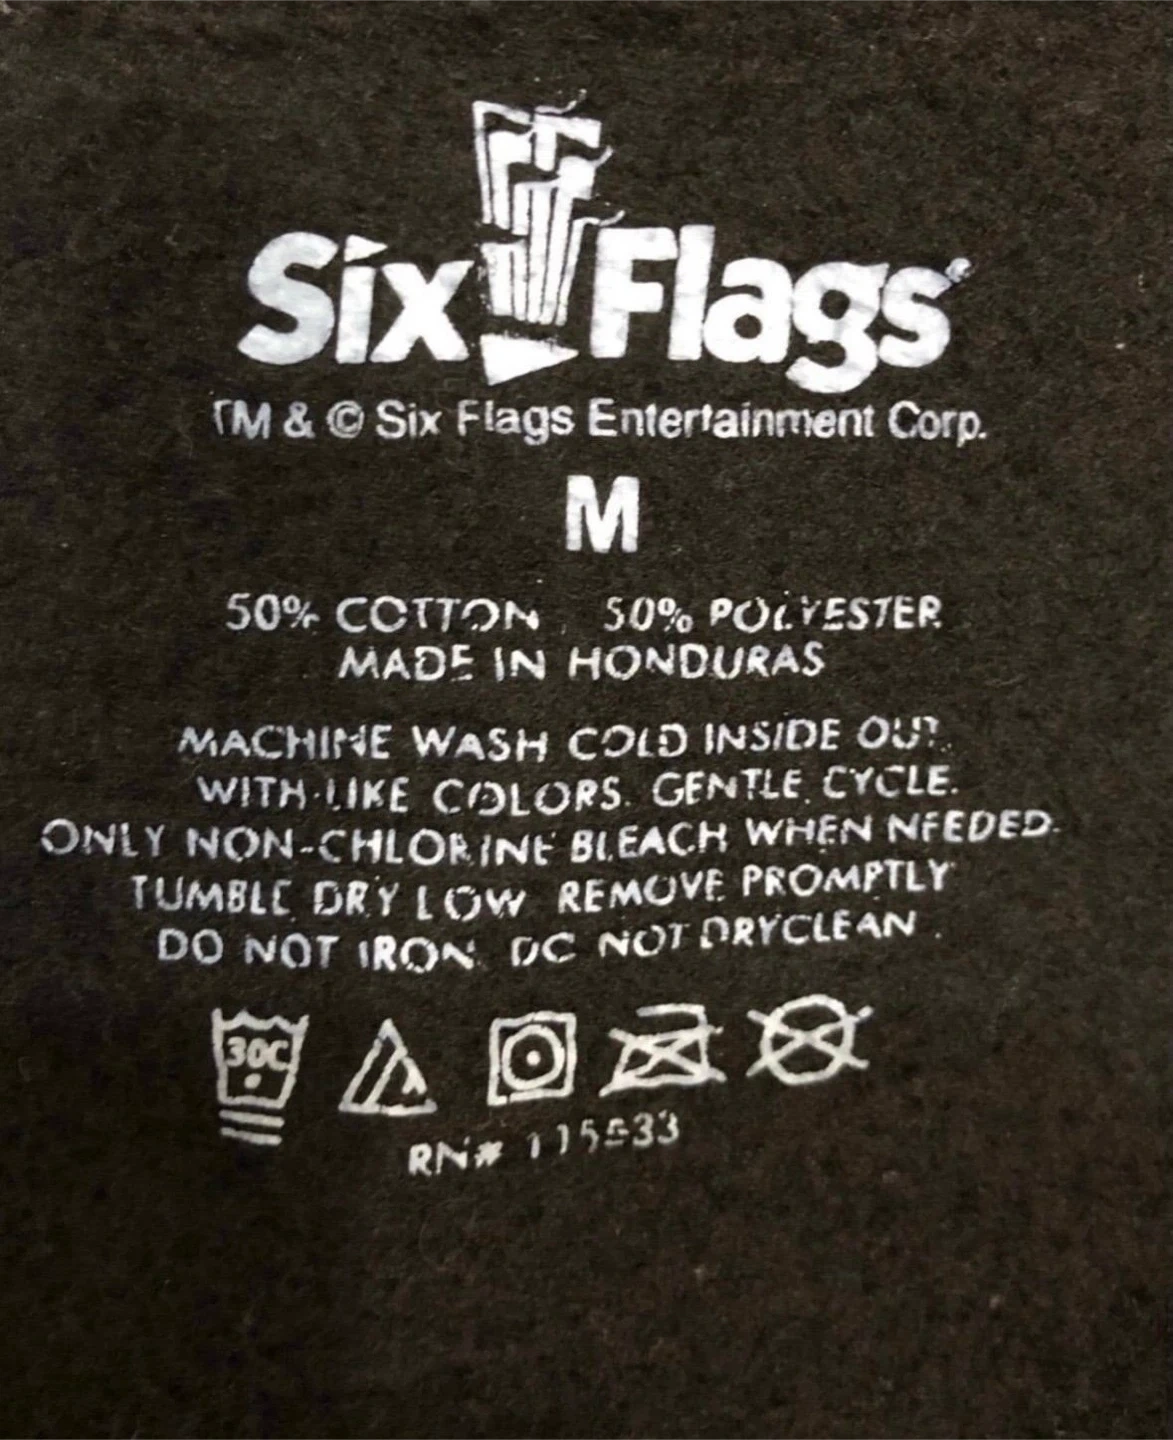 Six Flags
TM & © Six Flags Entertainment Corp.
M
50% COTTON 50% POLYESTER
MADE IN HONDURAS
MACHINE WASH COLD INSIDE OUT
WITH LIKE COLORS. GENTLE CYCLE.
ONLY NON-CHLORINE BLEACH WHEN NEEDED.
TUMBLE DRY LOW REMOVE PROMPTLY
DO NOT IRON DO NOT DRYCLEAN .
30C
RN#